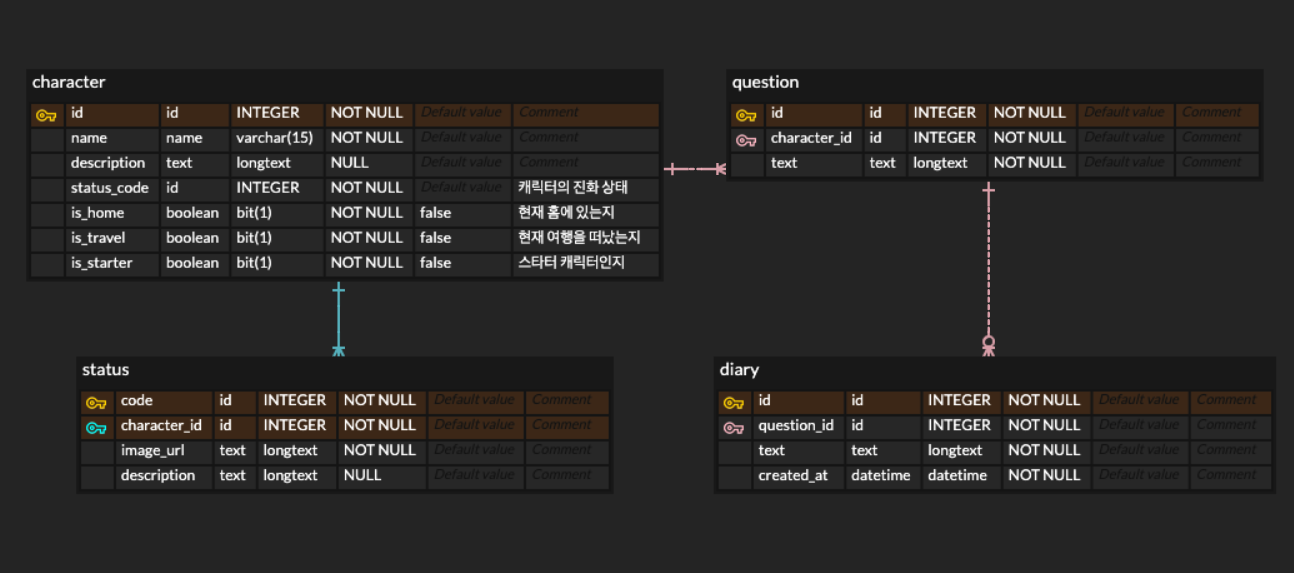 character
id id INTEGER NOT NULL Default value Comment
name name varchar(15) NOT NULL Default value Comment
description text longtext NULL Default value Comment
status_code id INTEGER NOT NULL Default value 캐릭터의 진화 상태
is_home boolean bit(1) NOT NULL false 현재 홈에 있는지
is_travel boolean bit(1) NOT NULL false 현재 여행을 떠났는지
is_starter boolean bit(1) NOT NULL false 스타터 캐릭터인지
question
id id INTEGER NOT NULL Default value Comment
character_id id INTEGER NOT NULL Default value Comment
text text longtext NOT NULL Default value Comment
status
code id INTEGER NOT NULL Default value Comment
character_id id INTEGER NOT NULL Default value Comment
image_url text longtext NOT NULL Default value Comment
description text longtext NULL Default value Comment
diary
id id INTEGER NOT NULL Default value Comment
question_id id INTEGER NOT NULL Default value Comment
text text longtext NOT NULL Default value Comment
created_at datetime datetime NOT NULL Default value Comment